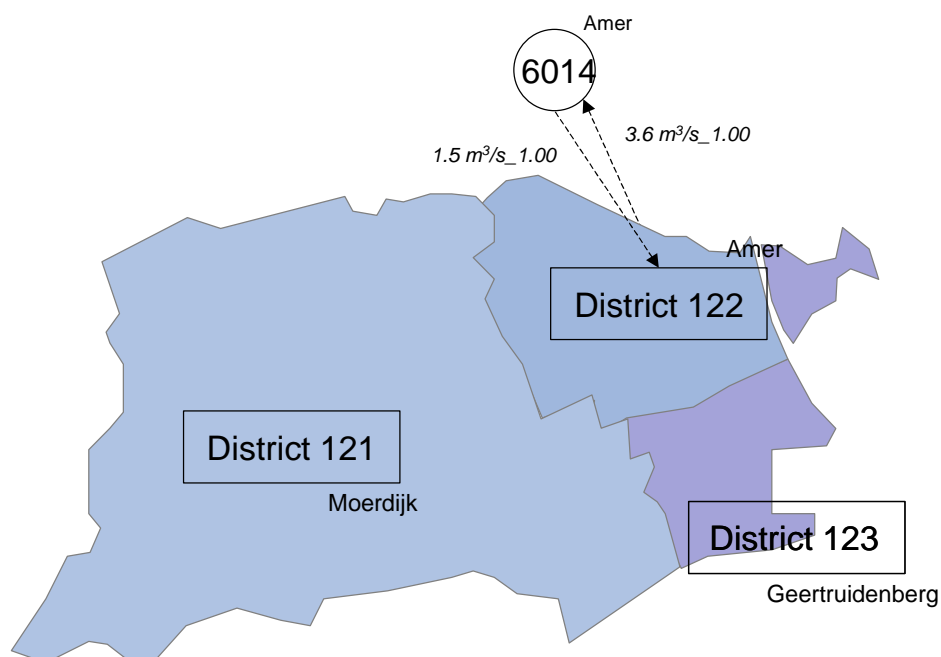 Amer
6014
3.6 m³/s_1.00
1.5 m³/s_1.00
Amer
District 122
District 121
Moerdijk
District 123
Geertruidenberg